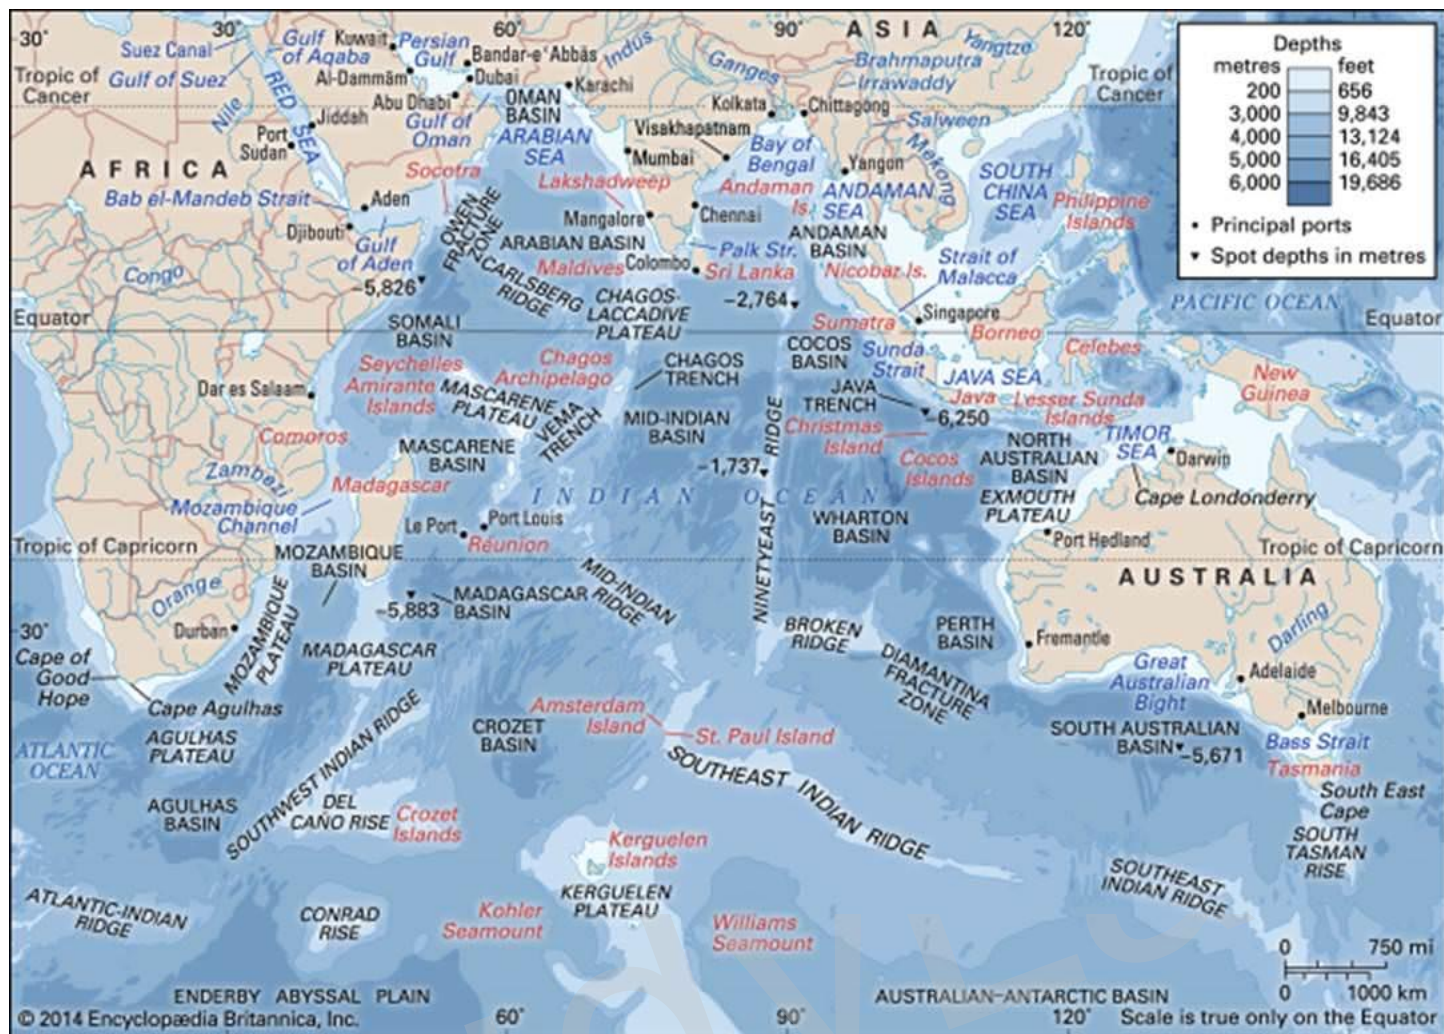 30°
60°
90°
120°
ASIA
30°
Suez Canal
Gulf
of Aqaba
Kuwait
Persian
Gulf
Bandar-e ʿAbbās
Indus
Ganges
Brahmaputra
Irrawaddy
Yangtze
Tropic of
Cancer
Gulf of Suez
Al-Dammām
Dubai
Karachi
Tropic of
Cancer
Nile
RED
SEA
Jiddah
Abu Dhabi
OMAN
BASIN
Kolkata
Chittagong
Salween
Mekong
Port
Sudan
Gulf of
Oman
ARABIAN
SEA
Visakhapatnam
Mumbai
Bay of
Bengal
Yangon
SOUTH
CHINA
SEA
Philippine
Islands
AFRICA
Socotra
Lakshadweep
Andaman
Is.
ANDAMAN
SEA
Bab el-Mandeb Strait
Aden
OWEN
FRACTURE
ZONE
Mangalore
Chennai
ANDAMAN
BASIN
Djibouti
Gulf
of Aden
ARABIAN BASIN
Palk Str.
Strait of
Malacca
Congo
-5,826
CARLSBERG
RIDGE
Maldives
Colombo
Sri Lanka
Nicobar Is.
CHAGOS-
LACCADIVE
PLATEAU
-2,764
Singapore
Depths
metres
feet
200
656
3,000
9,843
4,000
13,124
5,000
16,405
6,000
19,686
Principal ports
Spot depths in metres
PACIFIC OCEAN
Equator
Equator
SOMALI
BASIN
Sumatra
Borneo
Celebes
COCOS
BASIN
Sunda
Strait
Seychelles
Amirante
Islands
Chagos
Archipelago
CHAGOS
TRENCH
JAVA SEA
New
Guinea
Dar es Salaam
MASCARENE
PLATEAU
VEMA
TRENCH
JAVA
TRENCH
Java
Lesser Sunda
Islands
-6,250
MID-INDIAN
BASIN
Christmas
Island
Comoros
MASCARENE
BASIN
Cocos
Islands
NORTH
AUSTRALIAN
BASIN
TIMOR
SEA
Darwin
Zambezi
Madagascar
-1,737
Mozambique
Channel
INDIAN OCEAN
EXMOUTH
PLATEAU
Cape Londonderry
Le Port
Port Louis
Réunion
NINETYEAST RIDGE
WHARTON
BASIN
Port Hedland
Tropic of Capricorn
Tropic of Capricorn
MOZAMBIQUE
BASIN
AUSTRALIA
Orange
-5,883
MADAGASCAR
BASIN
MID-INDIAN
RIDGE
30°
Durban
MOZAMBIQUE
PLATEAU
BROKEN
RIDGE
PERTH
BASIN
Fremantle
Darling
Cape of
Good
Hope
MADAGASCAR
PLATEAU
DIAMANTINA
FRACTURE
ZONE
Great
Australian
Bight
Adelaide
Cape Agulhas
Amsterdam
Island
St. Paul Island
Melbourne
AGULHAS
PLATEAU
CROZET
BASIN
SOUTH AUSTRALIAN
BASIN
-5,671
Bass Strait
ATLANTIC
OCEAN
SOUTHWEST INDIAN RIDGE
SOUTHEAST INDIAN RIDGE
Tasmania
South East
Cape
AGULHAS
BASIN
DEL
CAÑO RISE
Crozet
Islands
Kerguelen
Islands
SOUTH
TASMAN
RISE
ATLANTIC-INDIAN
RIDGE
CONRAD
RISE
Kohler
Seamount
KERGUELEN
PLATEAU
Williams
Seamount
SOUTHEAST
INDIAN RIDGE
0 750 mi
0 1000 km
ENDERBY ABYSSAL PLAIN
AUSTRALIAN-ANTARCTIC BASIN
© 2014 Encyclopædia Britannica, Inc.
60°
90°
120°
Scale is true only on the Equator